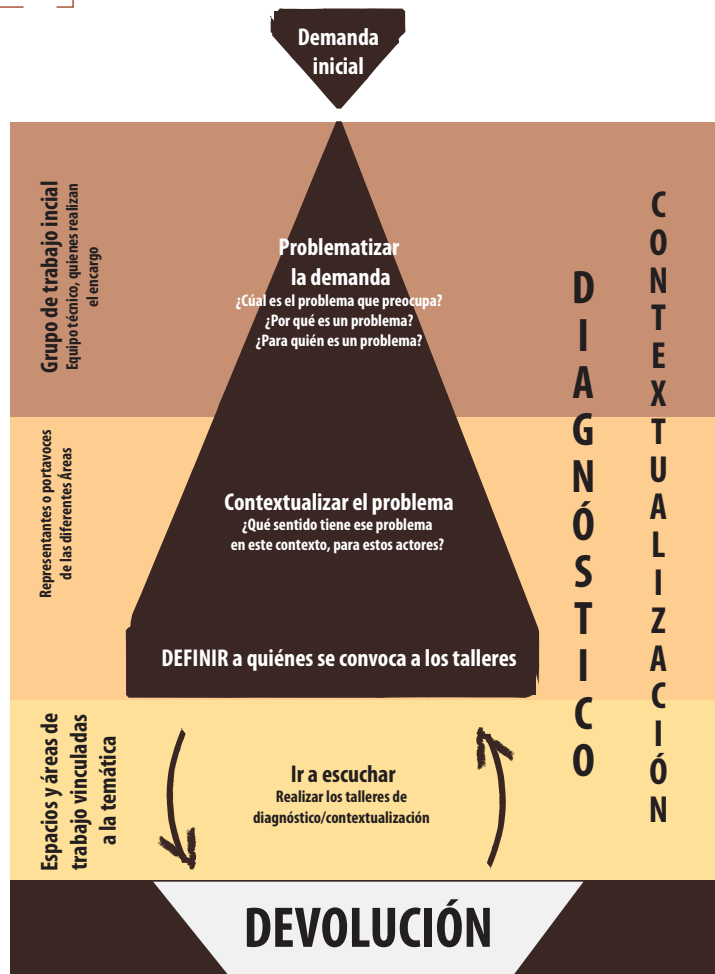 Demanda
inicial
Grupo de trabajo incial
Equipo técnico, quienes realizan
el encargo
Problematizar
la demanda
¿Cúal es el problema que preocupa?
¿Por qué es un problema?
¿Para quién es un problema?
Representantes o portavoces
de las diferentes Áreas
Contextualizar el problema
¿Qué sentido tiene ese problema
en este contexto, para estos actores?
DEFINIR a quiénes se convoca a los talleres
Espacios y áreas de
trabajo vinculadas
a la temática
Ir a escuchar
Realizar los talleres de
diagnóstico/contextualización
DIAGNÓSTICO
CONTEXTUALIZACIÓN
DEVOLUCIÓN